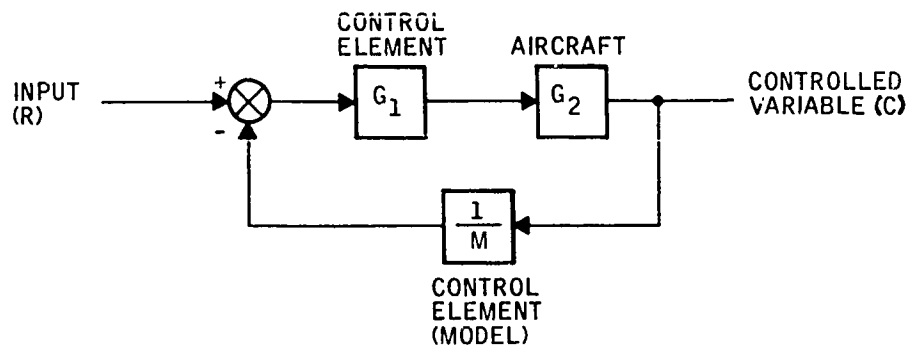 CONTROL
ELEMENT
AIRCRAFT
INPUT
(R)
+
-
G1
G2
CONTROLLED
VARIABLE (C)
1
M
CONTROL
ELEMENT
(MODEL)